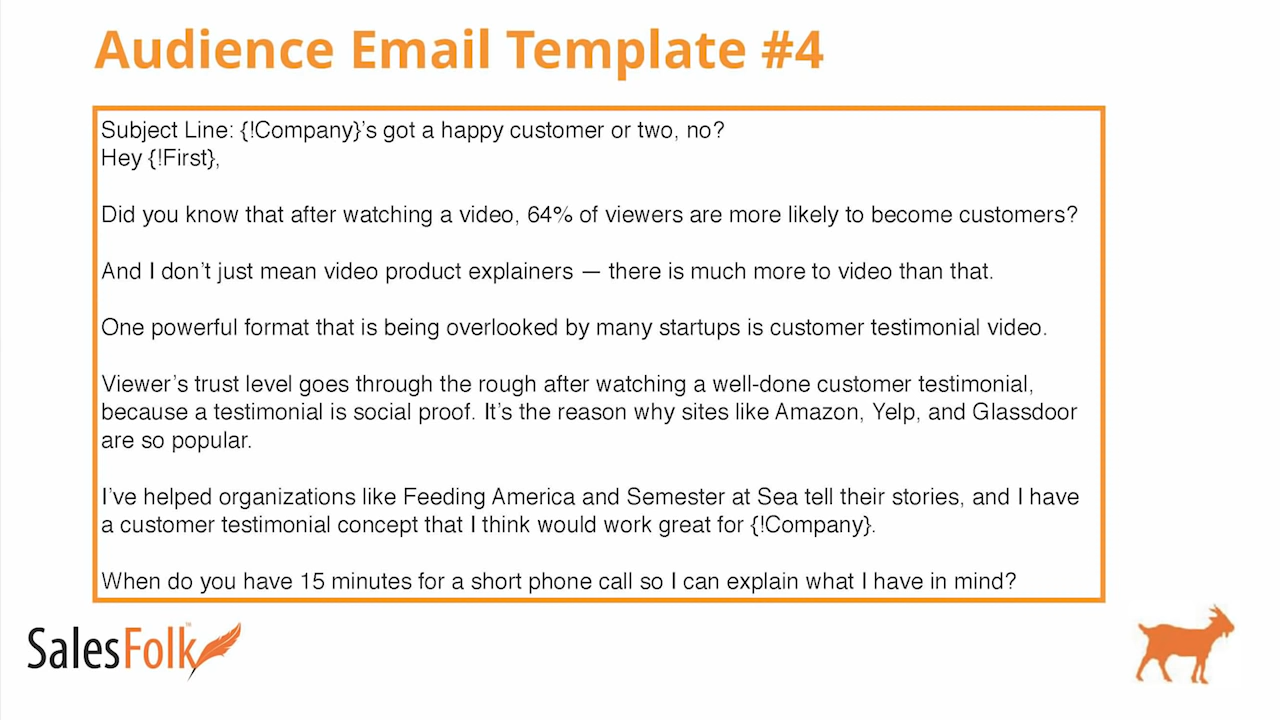 Audience Email Template #4
Subject Line: {!Company}’s got a happy customer or two, no?
Hey {!First},
Did you know that after watching a video, 64% of viewers are more likely to become customers?
And I don’t just mean video product explainers — there is much more to video than that.
One powerful format that is being overlooked by many startups is customer testimonial video.
Viewer’s trust level goes through the rough after watching a well-done customer testimonial,
because a testimonial is social proof. It’s the reason why sites like Amazon, Yelp, and Glassdoor
are so popular.
I’ve helped organizations like Feeding America and Semester at Sea tell their stories, and I have
a customer testimonial concept that I think would work great for {!Company}.
When do you have 15 minutes for a short phone call so I can explain what I have in mind?
SalesFolk™